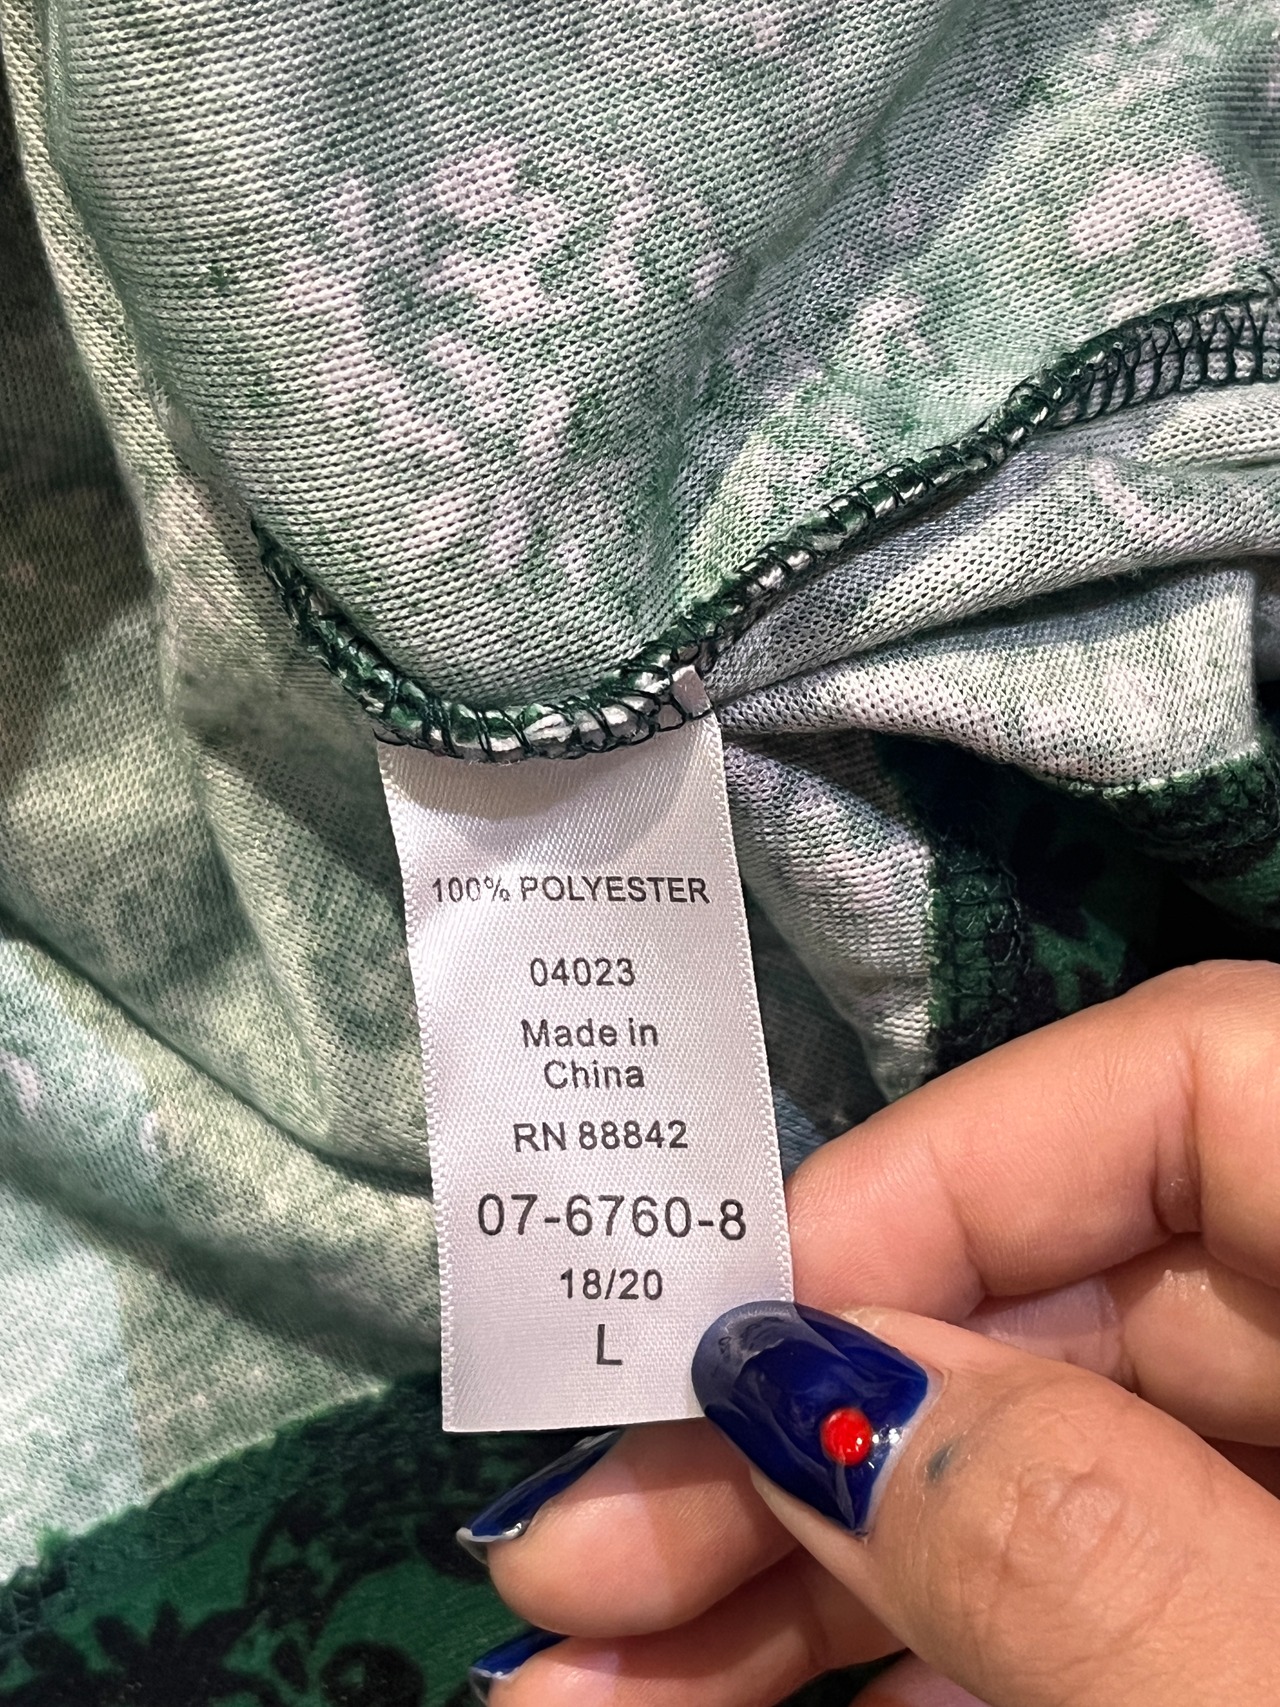 100% POLYESTER
04023
Made in
China
RN 88842
07-6760-8
18/20
L